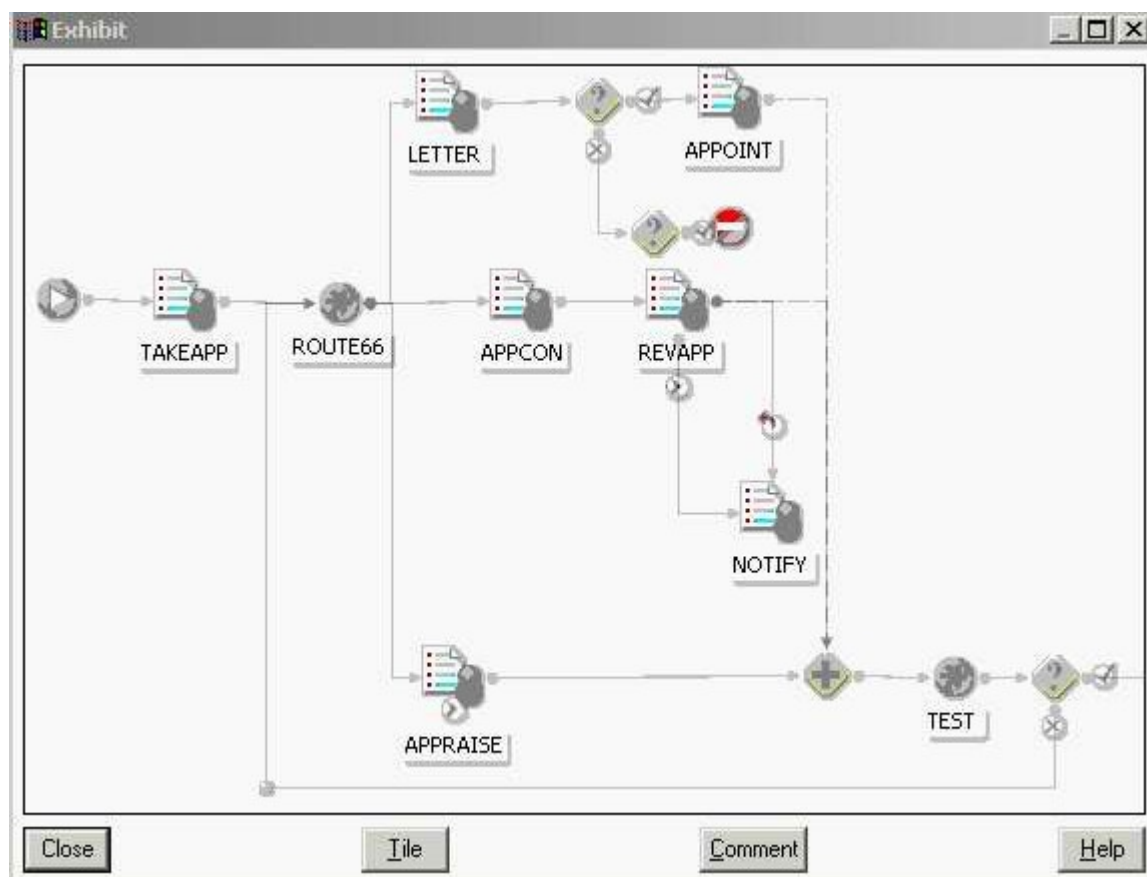 Exhibit
LETTER
APPOINT
TAKEAPP
ROUTE66
APPCON
REVAPP
NOTIFY
APPRAISE
TEST
Close
Tile
Comment
Help